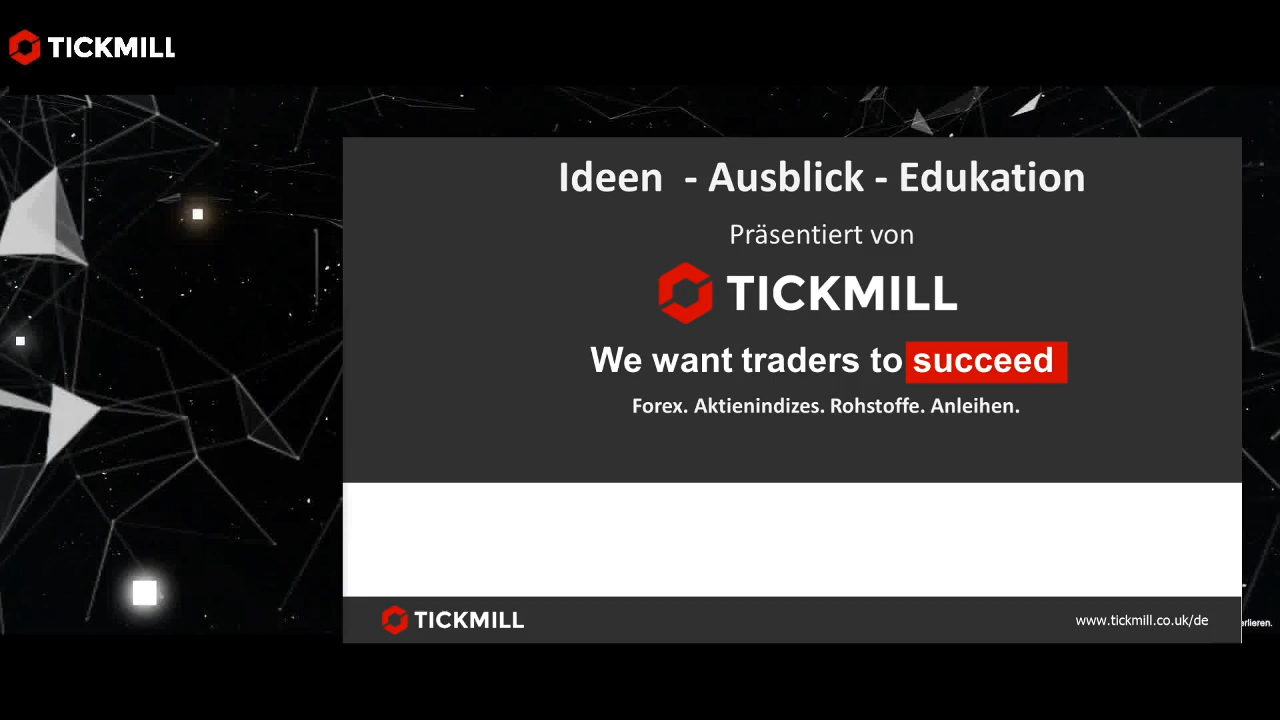 TICKMILL
Ideen - Ausblick - Edukation
Präsentiert von
TICKMILL
We want traders to succeed
Forex. Aktienindizes. Rohstoffe. Anleihen.
TICKMILL
www.tickmill.co.uk/de